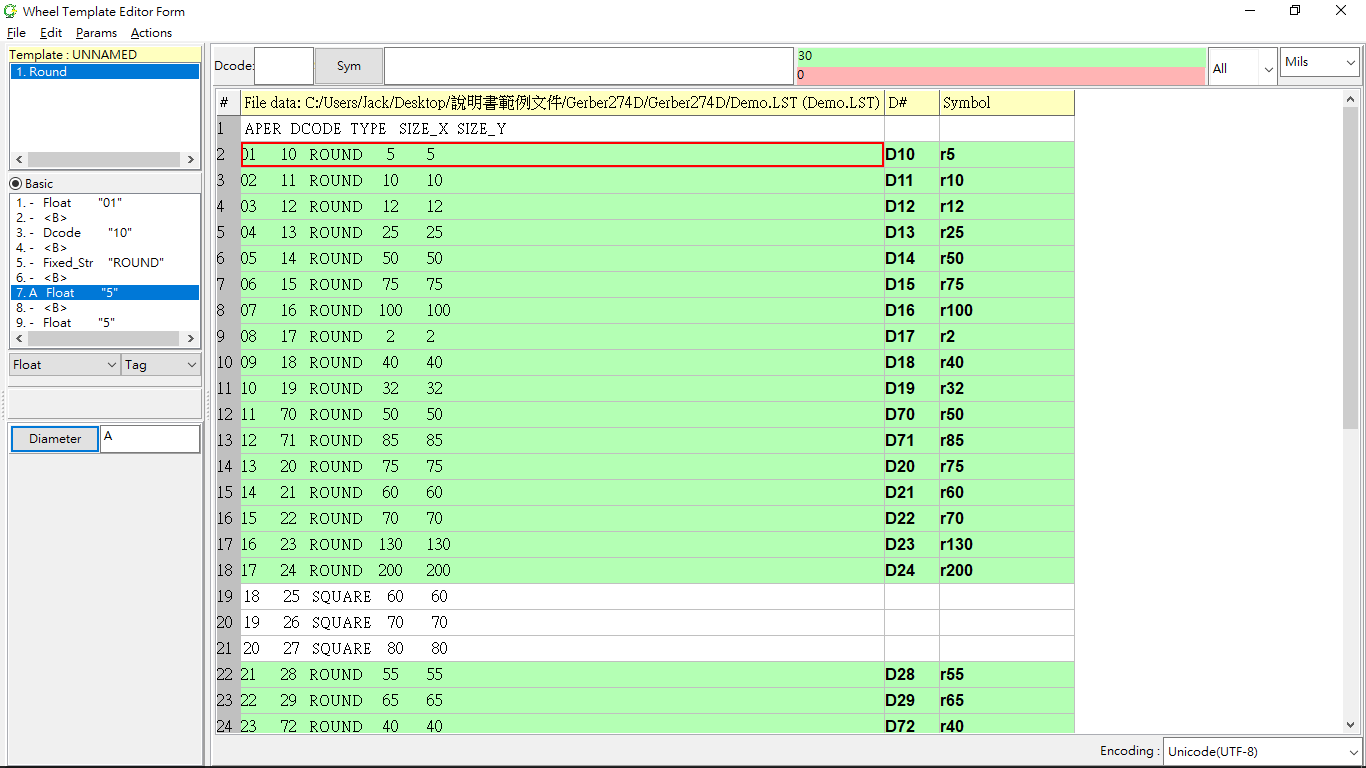 Wheel Template Editor Form
File Edit Params Actions
Template : UNNAMED
1. Round
Basic
1. - Float "01"
2. - <B>
3. - Dcode "10"
4. - <B>
5. - Fixed_Str "ROUND"
6. - <B>
7. A Float "5"
8. - <B>
9. - Float "5"
Float Tag
Diameter A
Dcode: Sym 30 All Mils
0
# File data: C:/Users/Jack/Desktop/說明書範例文件/Gerber274D/Gerber274D/Demo.LST (Demo.LST) D# Symbol
1 APER DCODE TYPE SIZE_X SIZE_Y
2 01 10 ROUND 5 5 D10 r5
3 02 11 ROUND 10 10 D11 r10
4 03 12 ROUND 12 12 D12 r12
5 04 13 ROUND 25 25 D13 r25
6 05 14 ROUND 50 50 D14 r50
7 06 15 ROUND 75 75 D15 r75
8 07 16 ROUND 100 100 D16 r100
9 08 17 ROUND 2 2 D17 r2
10 09 18 ROUND 40 40 D18 r40
11 10 19 ROUND 32 32 D19 r32
12 11 70 ROUND 50 50 D70 r50
13 12 71 ROUND 85 85 D71 r85
14 13 20 ROUND 75 75 D20 r75
15 14 21 ROUND 60 60 D21 r60
16 15 22 ROUND 70 70 D22 r70
17 16 23 ROUND 130 130 D23 r130
18 17 24 ROUND 200 200 D24 r200
19 18 25 SQUARE 60 60
20 19 26 SQUARE 70 70
21 20 27 SQUARE 80 80
22 21 28 ROUND 55 55 D28 r55
23 22 29 ROUND 65 65 D29 r65
24 23 72 ROUND 40 40 D72 r40
Encoding : Unicode(UTF-8)